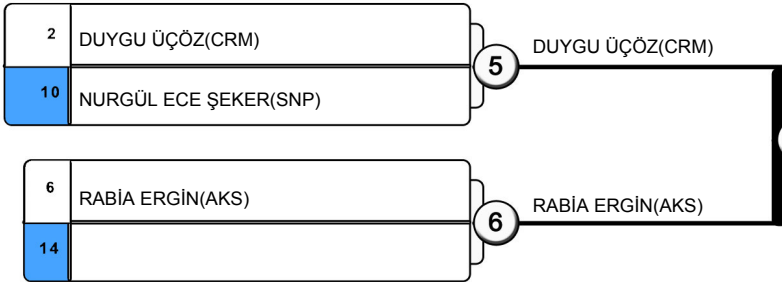 2 DUYGU ÜÇÖZ(CRM)
5 DUYGU ÜÇÖZ(CRM)
10 NURGÜL ECE ŞEKER(SNP)
6 RABİA ERGİN(AKS)
6 RABİA ERGİN(AKS)
14